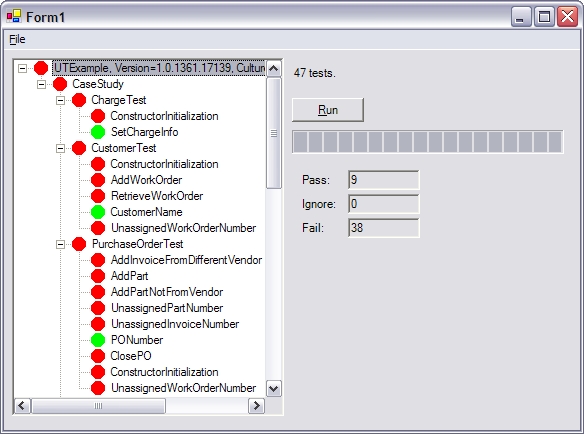 Form1
File
UTExample, Version=1.0.1361.17139, Culture
CaseStudy
ChargeTest
ConstructorInitialization
SetChargeInfo
CustomerTest
ConstructorInitialization
AddWorkOrder
RetrieveWorkOrder
CustomerName
UnassignedWorkOrderNumber
PurchaseOrderTest
AddInvoiceFromDifferentVendor
AddPart
AddPartNotFromVendor
UnassignedPartNumber
UnassignedInvoiceNumber
PONumber
ClosePO
ConstructorInitialization
UnassignedWorkOrderNumber
47 tests.
Run
Pass: 9
Ignore: 0
Fail: 38